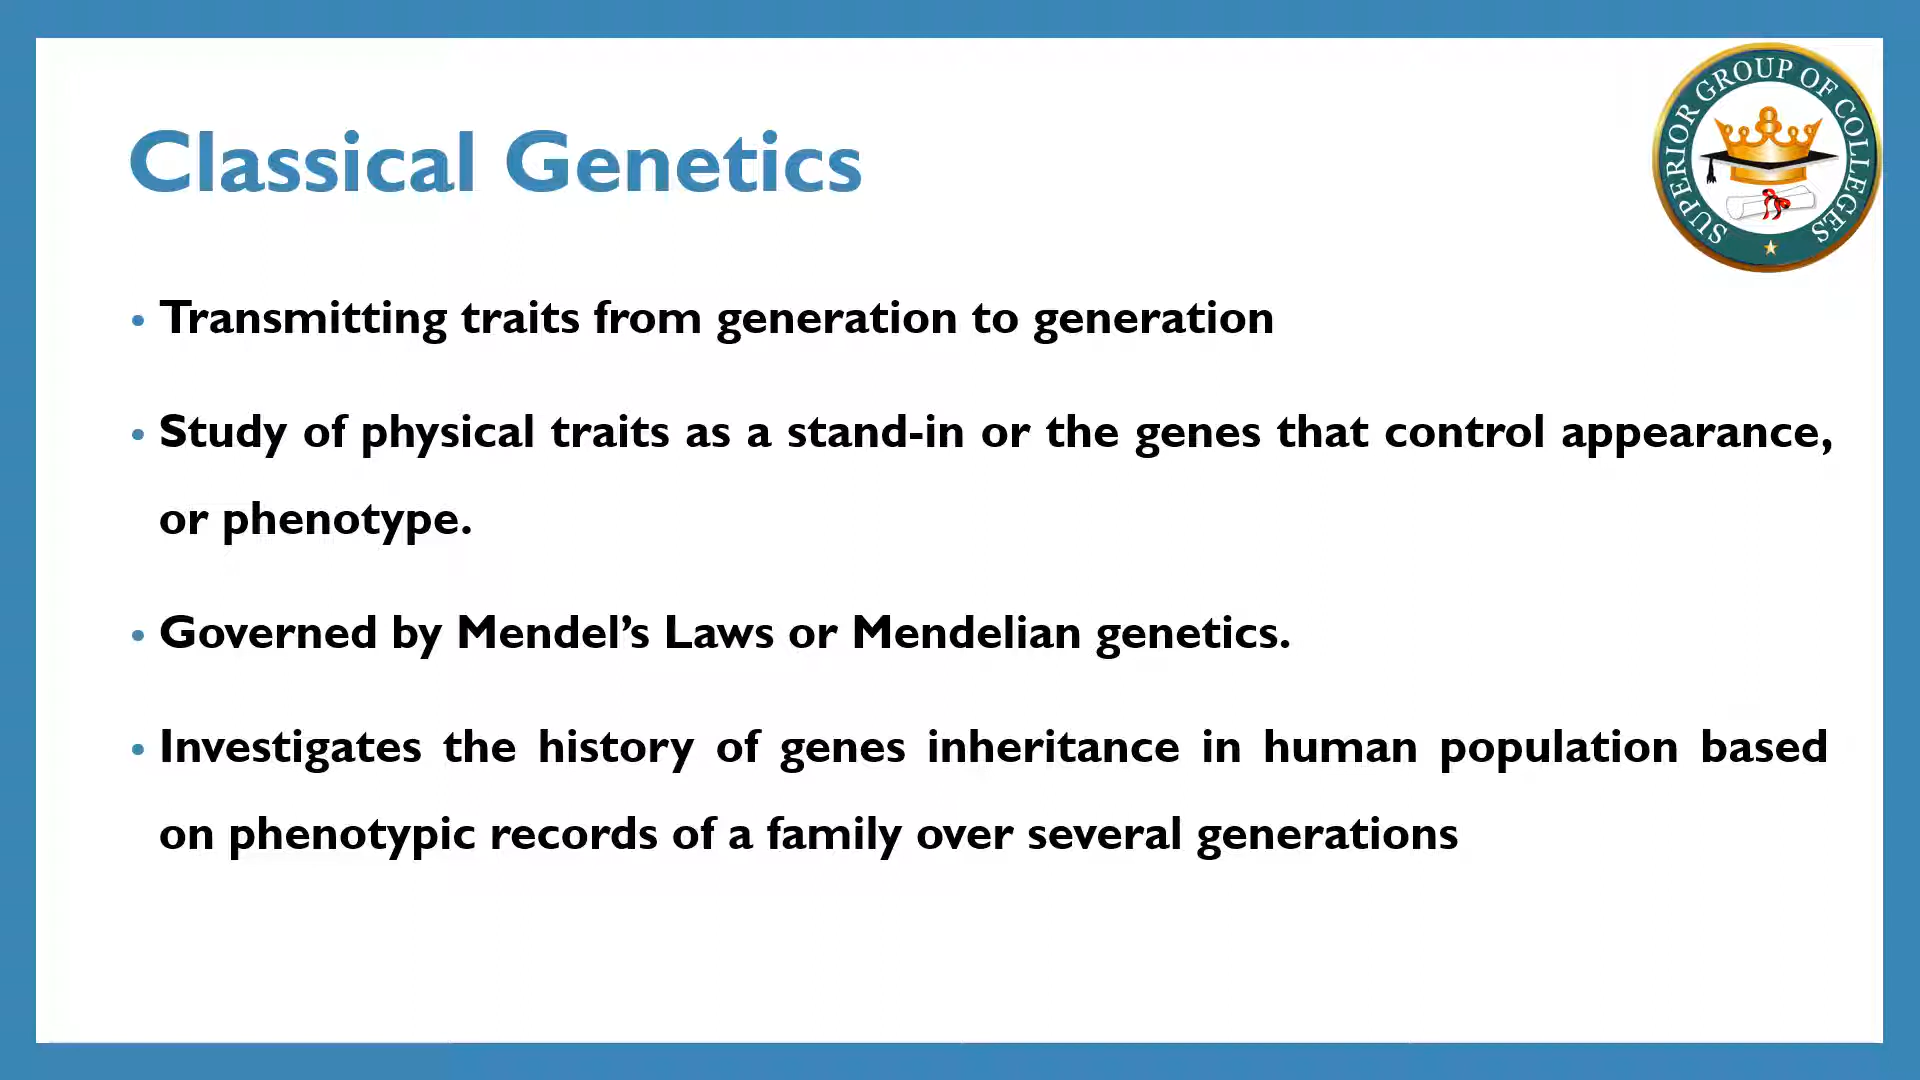 SUPERIOR GROUP OF COLLEGES
Classical Genetics
• Transmitting traits from generation to generation
• Study of physical traits as a stand-in or the genes that control appearance,
or phenotype.
• Governed by Mendel’s Laws or Mendelian genetics.
• Investigates the history of genes inheritance in human population based
on phenotypic records of a family over several generations